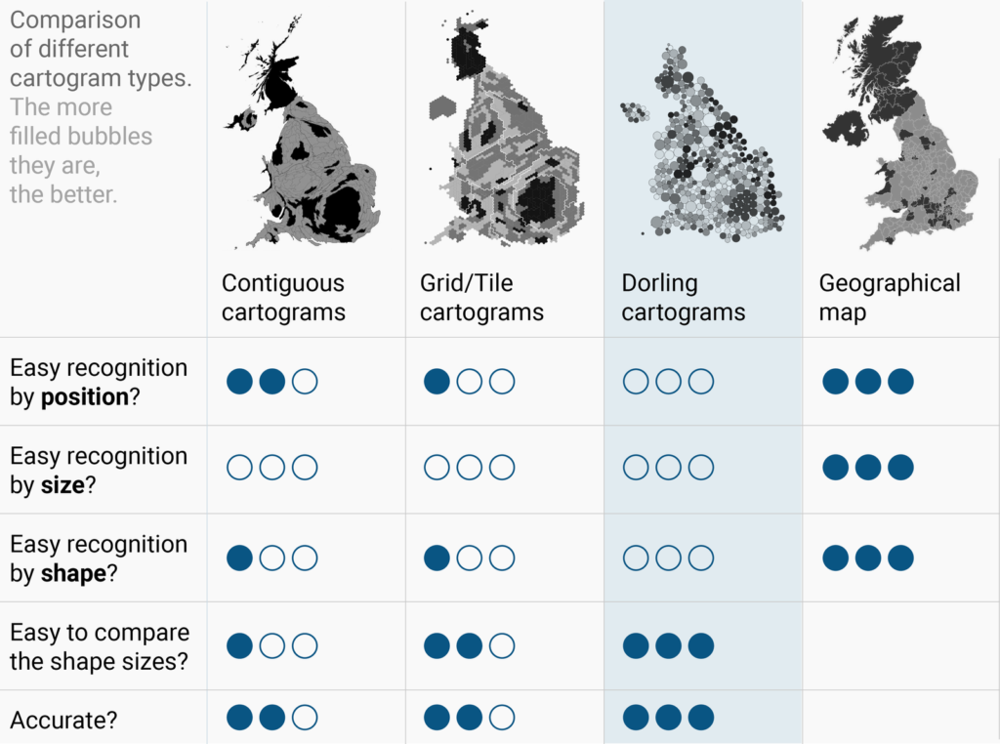 Comparison
of different
cartogram types.
The more
filled bubbles
they are,
the better.
Contiguous
cartograms
Grid/Tile
cartograms
Dorling
cartograms
Geographical
map
Easy recognition
by position?
Easy recognition
by size?
Easy recognition
by shape?
Easy to compare
the shape sizes?
Accurate?